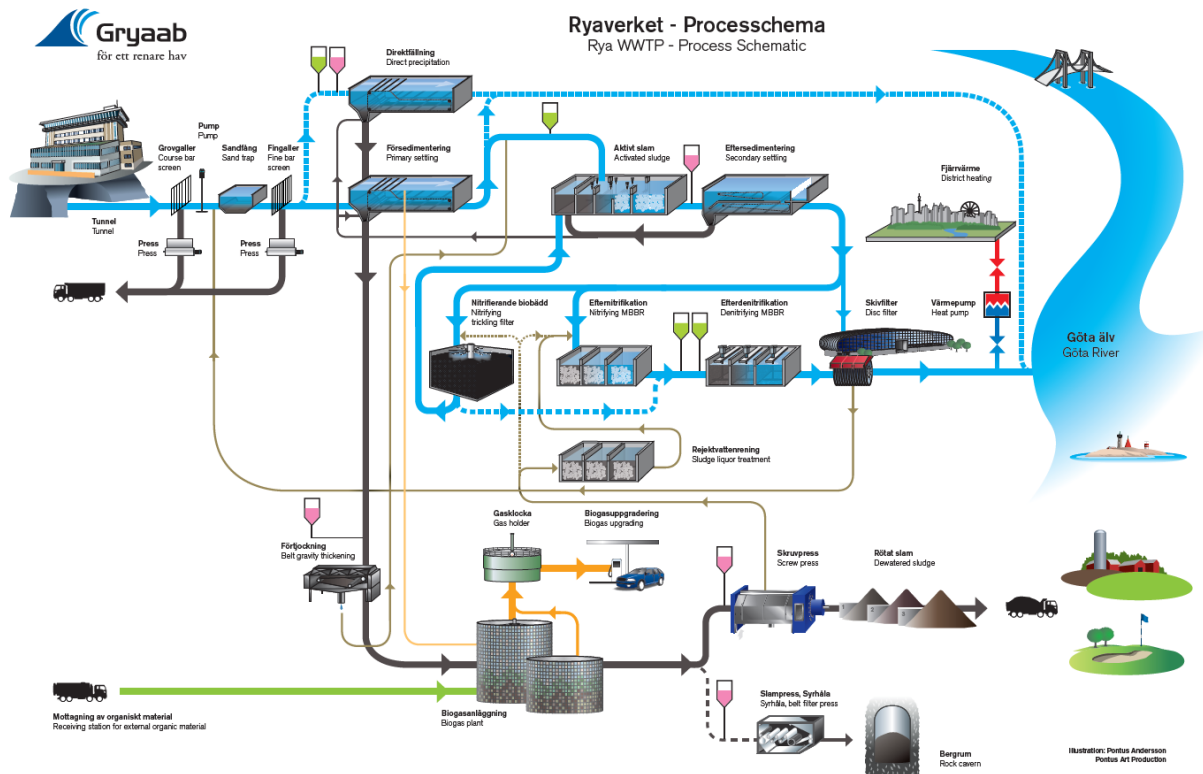 Gryaab
för ett renare hav
Ryaverket - Processchema
Rya WWTP - Process Schematic
Direktfällning
Direct precipitation
Pump
Pump
Grovgaller
Course bar
screen
Sandfång
Sand trap
Fingaller
Fine bar
screen
Försedimentering
Primary settling
Aktivt slam
Activated sludge
Eftersedimentering
Secondary settling
Fjärrvärme
District heating
Tunnel
Tunnel
Press
Press
Press
Press
Nitrifierande biobädd
Nitrifying
trickling filter
Efternitrifikation
Nitrifying MBBR
Efterdenitrifikation
Denitrifying MBBR
Skivfilter
Disc filter
Värmepump
Heat pump
Göta älv
Göta River
Rejektvattenrening
Sludge liquor treatment
Förtjockning
Belt gravity thickening
Gasklocka
Gas holder
Biogasuppgradering
Biogas upgrading
Skruvpress
Screw press
Rötat slam
Dewatered sludge
Mottagning av organiskt material
Receiving station for external organic material
Biogasanläggning
Biogas plant
Slampress, Syrhåla
Syrhåla, belt filter press
Bergrum
Rock cavern
Illustration: Pontus Andersson
Pontus Art Production